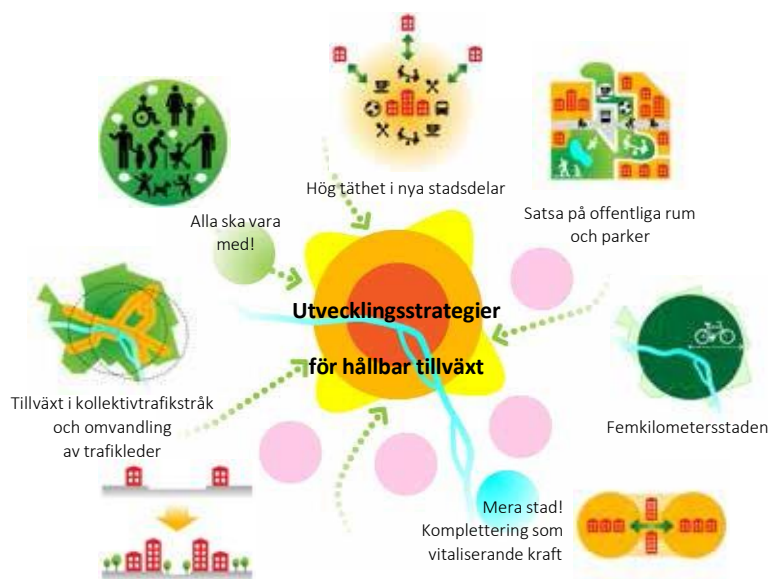 Hög täthet i nya stadsdelar
Alla ska vara
med!
Satsa på offentliga rum
och parker
Utvecklingsstrategier
för hållbar tillväxt
Tillväxt i kollektivtrafikstråk
och omvandling
av trafikleder
Femkilometersstaden
Mera stad!
Komplettering som
vitaliserande kraft